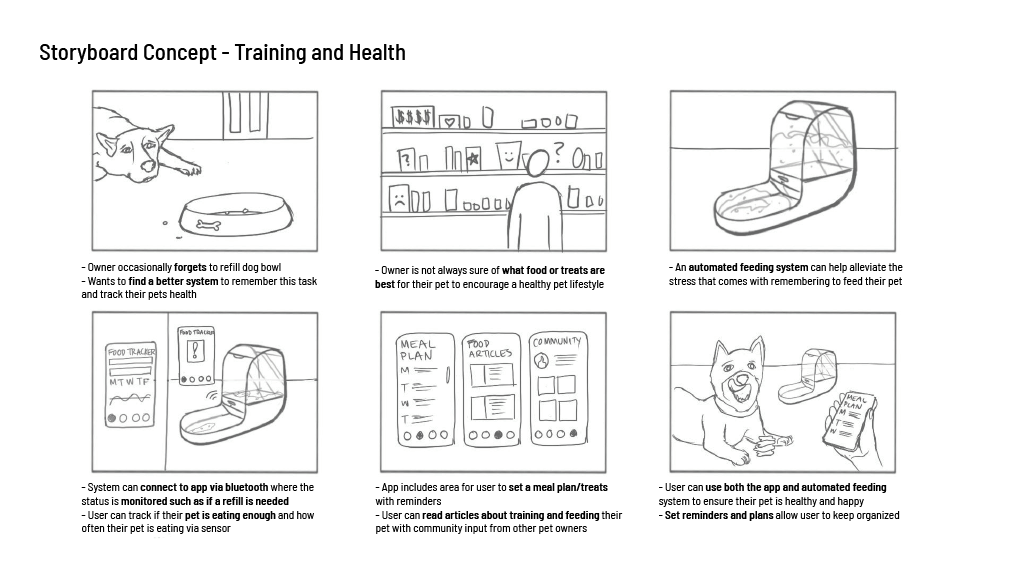 Storyboard Concept - Training and Health
$$$$
?
?
- Owner occasionally forgets to refill dog bowl
- Wants to find a better system to remember this task
and track their pets health
- Owner is not always sure of what food or treats are
best for their pet to encourage a healthy pet lifestyle
- An automated feeding system can help alleviate the
stress that comes with remembering to feed their pet
FOOD TRACKER
M T W T F
FOOD TRACKER
!
MEAL
PLAN
M
T
W
T
FOOD
ARTICLES
COMMUNITY
MEAL
PLAN
M
T
W
- System can connect to app via bluetooth where the
status is monitored such as if a refill is needed
- User can track if their pet is eating enough and how
often their pet is eating via sensor
- App includes area for user to set a meal plan/treats
with reminders
- User can read articles about training and feeding their
pet with community input from other pet owners
- User can use both the app and automated feeding
system to ensure their pet is healthy and happy
- Set reminders and plans allow user to keep organized